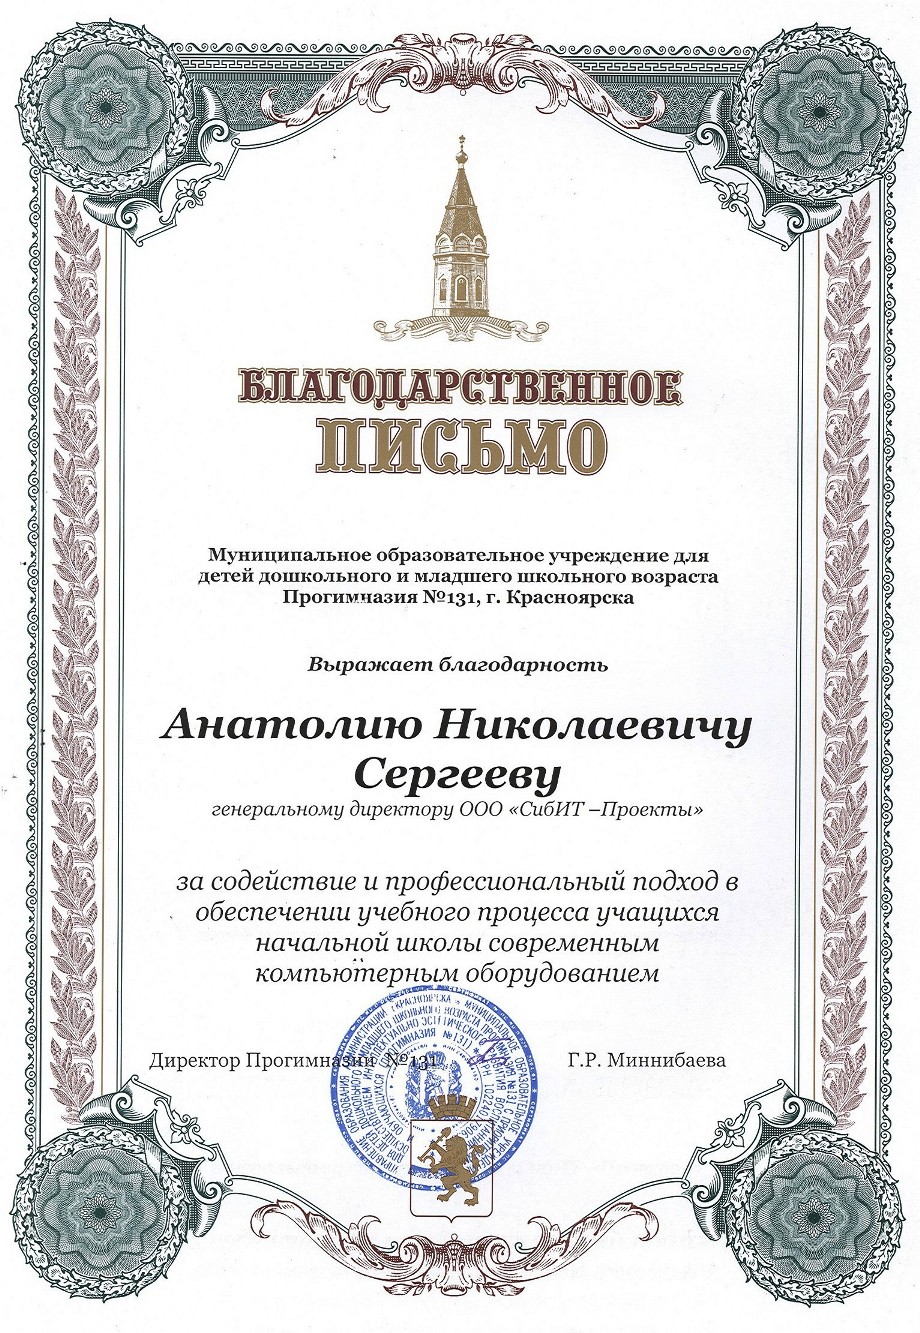 БЛАГОДАРСТВЕННОЕ
ПИСЬМО
Муниципальное образовательное учреждение для
детей дошкольного и младшего школьного возраста
Прогимназия №131, г. Красноярска
Выражает благодарность
Анатолию Николаевичу
Сергееву
генеральному директору ООО «СибИТ –Проекты»
за содействие и профессиональный подход в
обеспечении учебного процесса учащихся
начальной школы современным
компьютерным оборудованием
Директор Прогимназии №131 Г.Р. Миннибаева